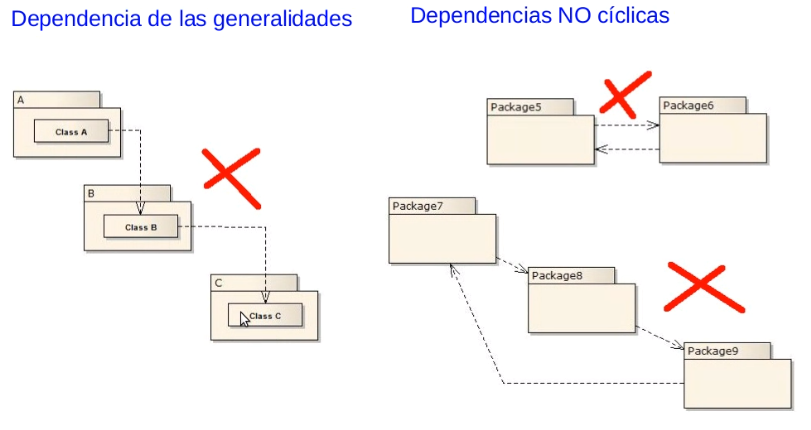 Dependencia de las generalidades
A
Class A
B
Class B
C
Class C
Dependencias NO cíclicas
Package5
Package6
Package7
Package8
Package9